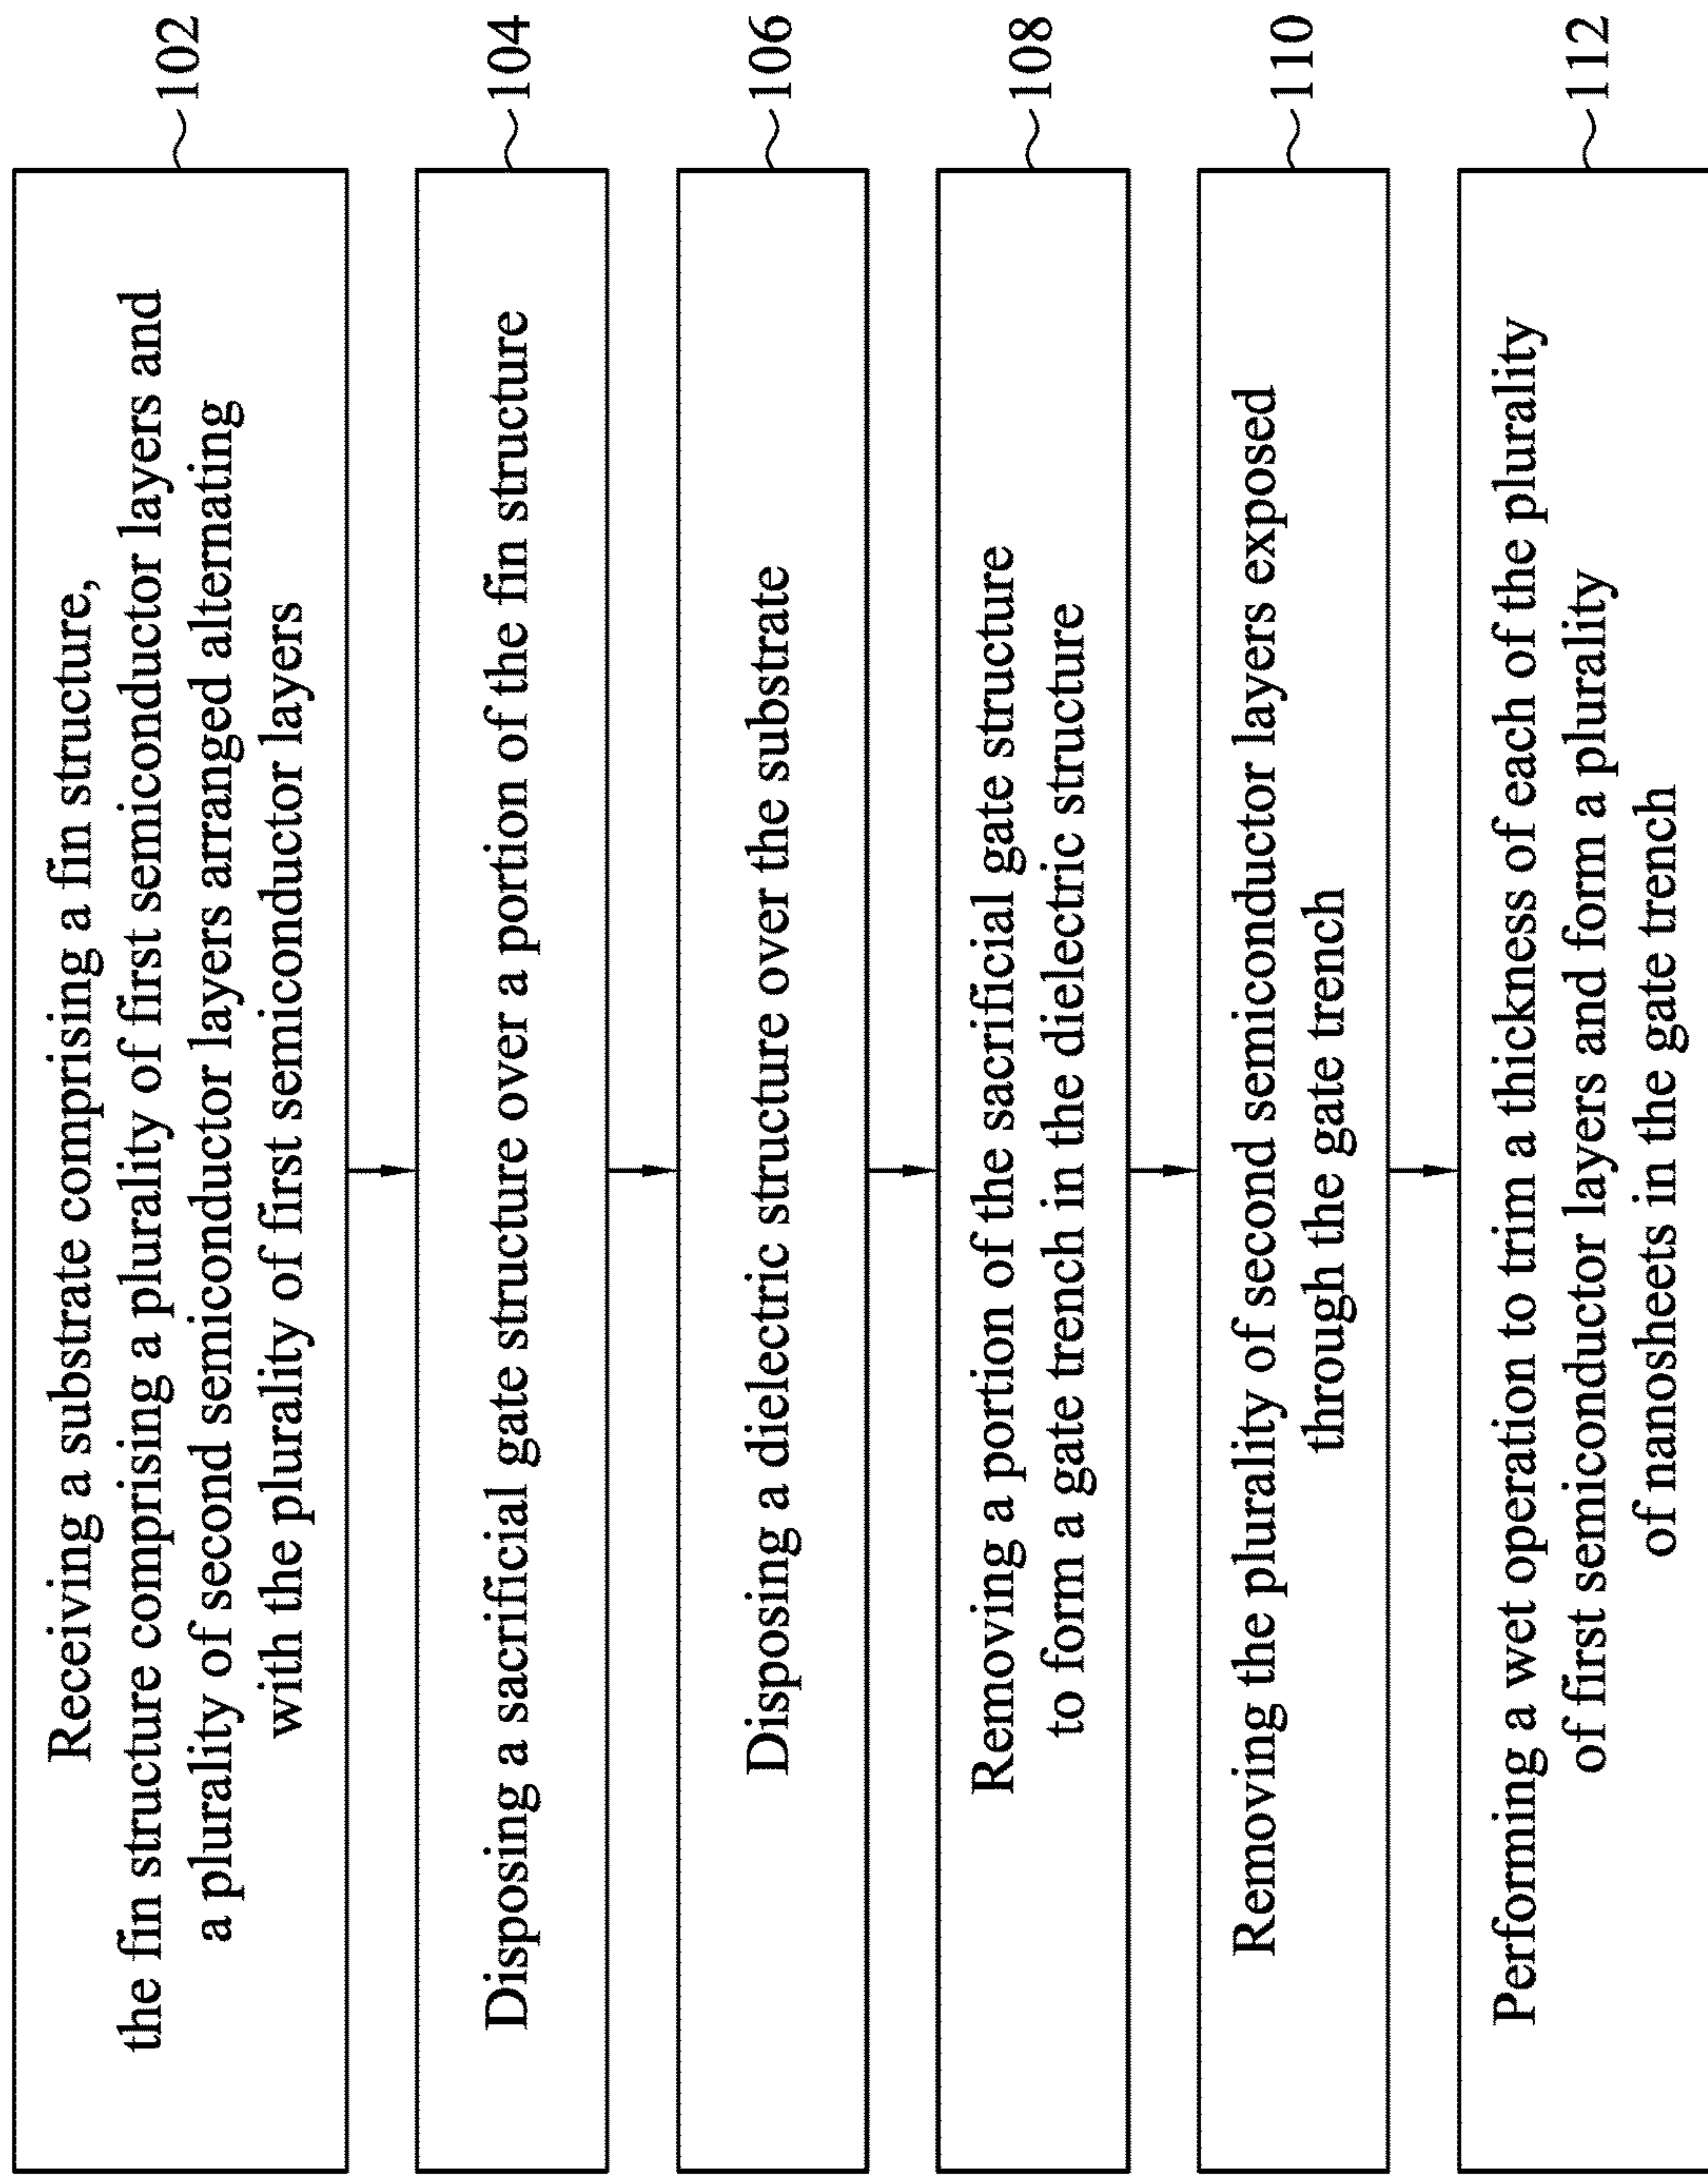 Receiving a substrate comprising a fin structure,
the fin structure comprising a plurality of first semiconductor layers and
a plurality of second semiconductor layers arranged alternating
with the plurality of first semiconductor layers
102
Disposing a sacrificial gate structure over a portion of the fin structure
104
Disposing a dielectric structure over the substrate
106
Removing a portion of the sacrificial gate structure
to form a gate trench in the dielectric structure
108
Removing the plurality of second semiconductor layers exposed
through the gate trench
110
Performing a wet operation to trim a thickness of each of the plurality
of first semiconductor layers and form a plurality
of nanosheets in the gate trench
112